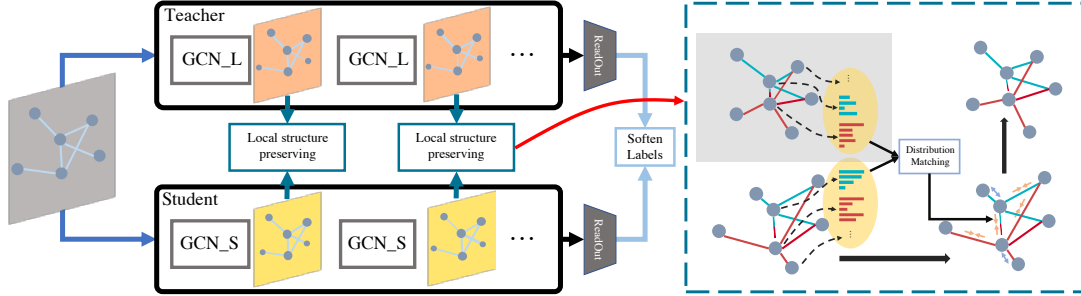 Teacher
GCN_L
GCN_L
...
ReadOut
Local structure
preserving
Local structure
preserving
Soften
Labels
Student
GCN_S
GCN_S
...
ReadOut
...
Distribution
Matching
...